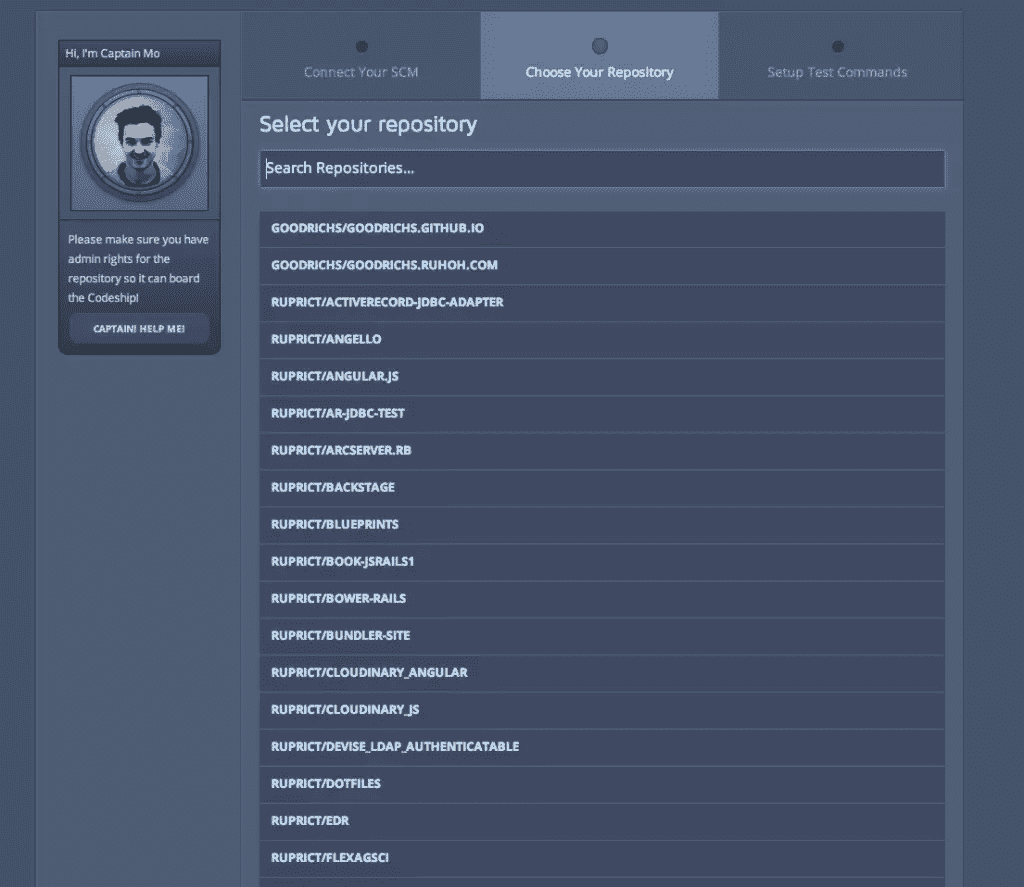 Hi, I'm Captain Mo
Please make sure you have
admin rights for the
repository so it can board
the Codeship!
CAPTAIN! HELP ME!
Connect Your SCM
Choose Your Repository
Setup Test Commands
Select your repository
Search Repositories...
GOODRICHS/GOODRICHS.GITHUB.IO
GOODRICHS/GOODRICHS.RUHOH.COM
RUPRICT/ACTIVERECORD-JDBC-ADAPTER
RUPRICT/ANGELLO
RUPRICT/ANGULAR.JS
RUPRICT/AR-JDBC-TEST
RUPRICT/ARCSERVER.RB
RUPRICT/BACKSTAGE
RUPRICT/BLUEPRINTS
RUPRICT/BOOK-JSRAILS1
RUPRICT/BOWER-RAILS
RUPRICT/BUNDLER-SITE
RUPRICT/CLOUDINARY_ANGULAR
RUPRICT/CLOUDINARY_JS
RUPRICT/DEVISE_LDAP_AUTHENTICATABLE
RUPRICT/DOTFILES
RUPRICT/EDR
RUPRICT/FLEXAGSCI